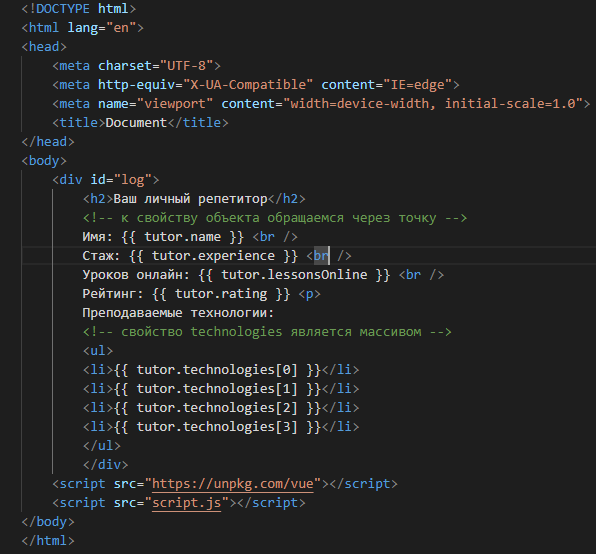 <!DOCTYPE html>
<html lang="en">
<head>
    <meta charset="UTF-8">
    <meta http-equiv="X-UA-Compatible" content="IE=edge">
    <meta name="viewport" content="width=device-width, initial-scale=1.0">
    <title>Document</title>
</head>
<body>
    <div id="log">
        <h2>Ваш личный репетитор</h2>
        <!-- к свойству объекта обращаемся через точку -->
        Имя: {{ tutor.name }} <br />
        Стаж: {{ tutor.experience }} <br />
        Уроков онлайн: {{ tutor.lessonsOnline }} <br />
        Рейтинг: {{ tutor.rating }} <p>
        Преподаваемые технологии:
        <!-- свойство technologies является массивом -->
        <ul>
        <li>{{ tutor.technologies[0] }}</li>
        <li>{{ tutor.technologies[1] }}</li>
        <li>{{ tutor.technologies[2] }}</li>
        <li>{{ tutor.technologies[3] }}</li>
        </ul>
        </div>
    <script src="https://unpkg.com/vue"></script>
    <script src="script.js"></script>
</body>
</html>